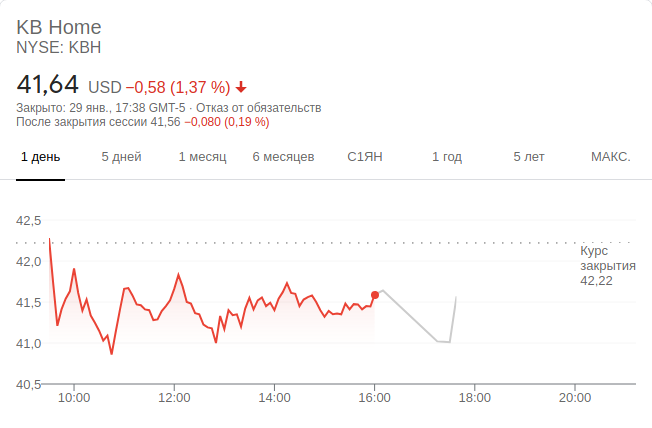 KB Home
NYSE: KBH
41,64 USD −0,58 (1,37 %)
Закрыто: 29 янв., 17:38 GMT-5 · Отказ от обязательств
После закрытия сессии 41,56 −0,080 (0,19 %)
1 день 5 дней 1 месяц 6 месяцев С1ЯН 1 год 5 лет МАКС.
42,5
42,0
41,5
41,0
40,5
Курс
закрытия
42,22
10:00 12:00 14:00 16:00 18:00 20:00